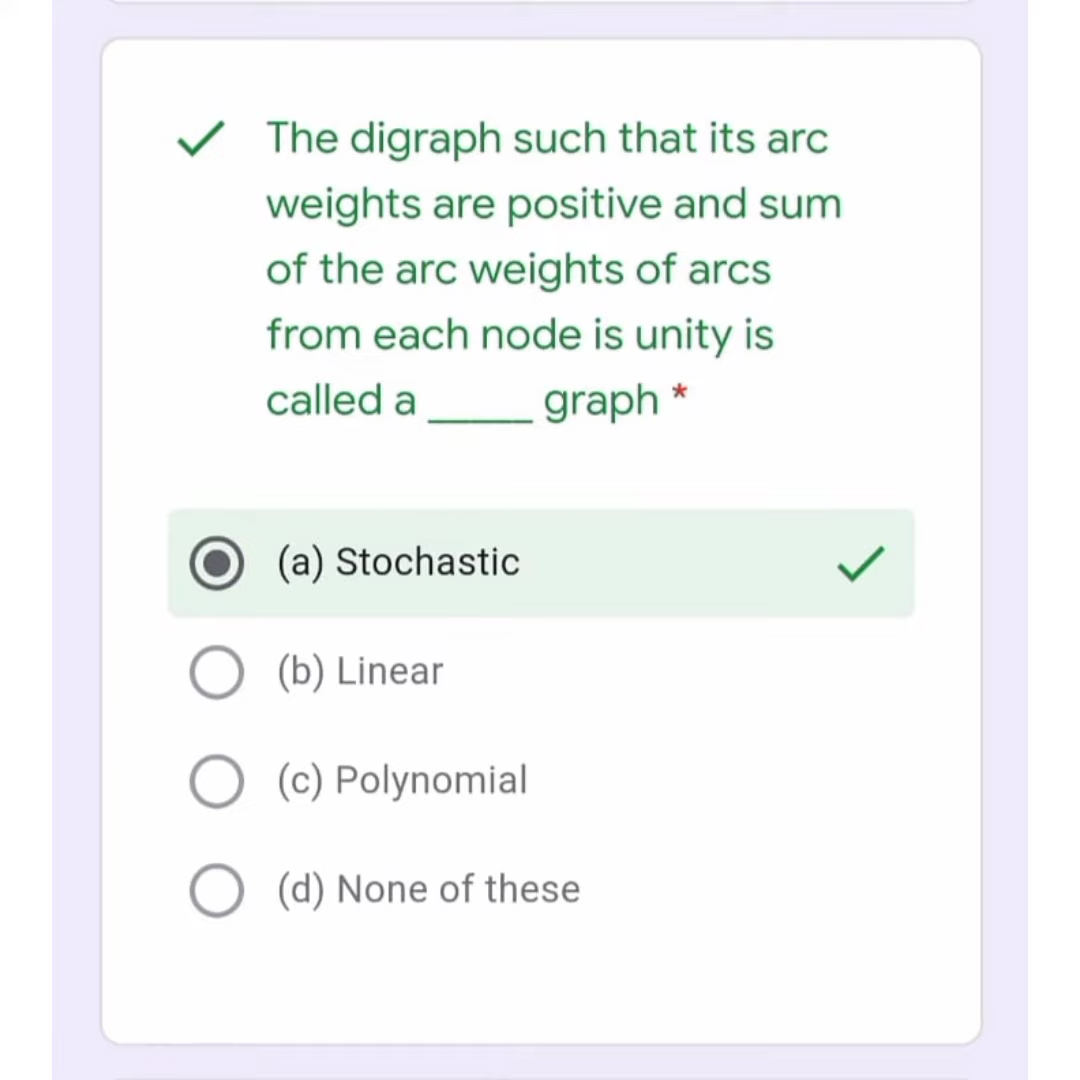 The digraph such that its arc
weights are positive and sum
of the arc weights of arcs
from each node is unity is
called a _____ graph *
(a) Stochastic
(b) Linear
(c) Polynomial
(d) None of these